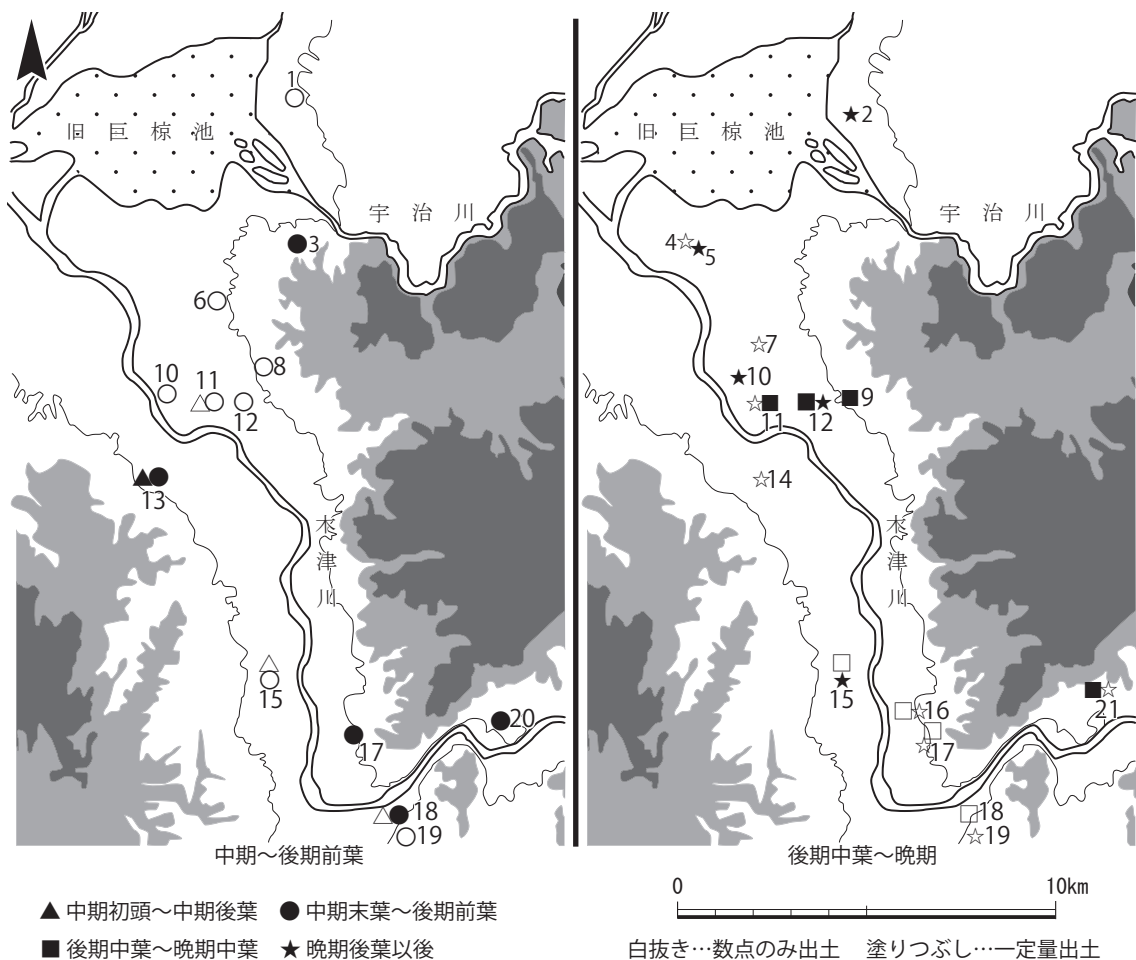 1
旧巨椋池
宇治川
3
6
8
10
11
12
13
木津川
15
20
17
18
19
中期〜後期前葉
2
旧巨椋池
宇治川
4
5
7
10
9
11
12
14
木津川
15
16
17
21
18
19
後期中葉〜晩期
▲ 中期初頭〜中期後葉 ● 中期末葉〜後期前葉
■ 後期中葉〜晩期中葉 ★ 晩期後葉以後
0 10km
白抜き…数点のみ出土 塗りつぶし…一定量出土